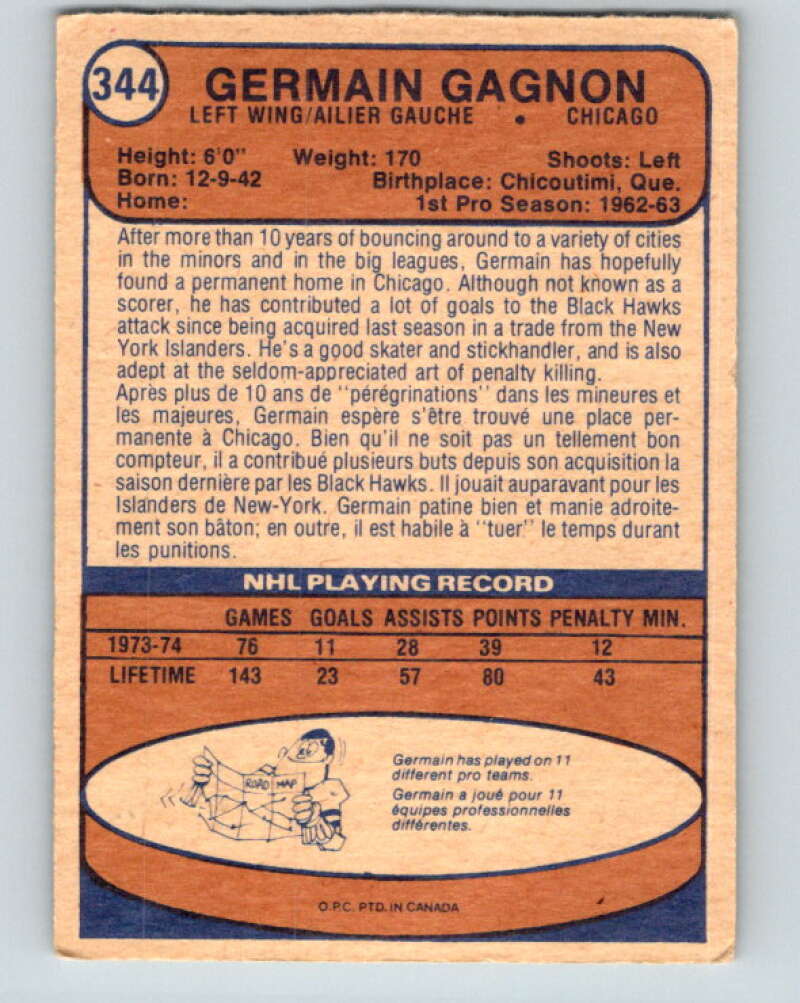 344
GERMAIN GAGNON
LEFT WING/AILIER GAUCHE • CHICAGO
Height: 6'0" Weight: 170 Shoots: Left
Born: 12-9-42 Birthplace: Chicoutimi, Que.
Home: 1st Pro Season: 1962-63
After more than 10 years of bouncing around to a variety of cities
in the minors and in the big leagues, Germain has hopefully
found a permanent home in Chicago. Although not known as a
scorer, he has contributed a lot of goals to the Black Hawks
attack since being acquired last season in a trade from the New
York Islanders. He's a good skater and stickhandler, and is also
adept at the seldom-appreciated art of penalty killing.
Après plus de 10 ans de "pérégrinations" dans les mineures et
les majeures, Germain espère s'être trouvé une place per-
manente à Chicago. Bien qu'il ne soit pas un tellement bon
compteur, il a contribué plusieurs buts depuis son acquisition la
saison dernière par les Black Hawks. Il jouait auparavant pour les
Islanders de New-York. Germain patine bien et manie adroite-
ment son bâton; en outre, il est habile à "tuer" le temps durant
les punitions.
NHL PLAYING RECORD
GAMES GOALS ASSISTS POINTS PENALTY MIN.
1973-74 76 11 28 39 12
LIFETIME 143 23 57 80 43
ROAD MAP
Germain has played on 11
different pro teams.
Germain a joué pour 11
équipes professionnelles
différentes.
O.P.C. PTD. IN CANADA